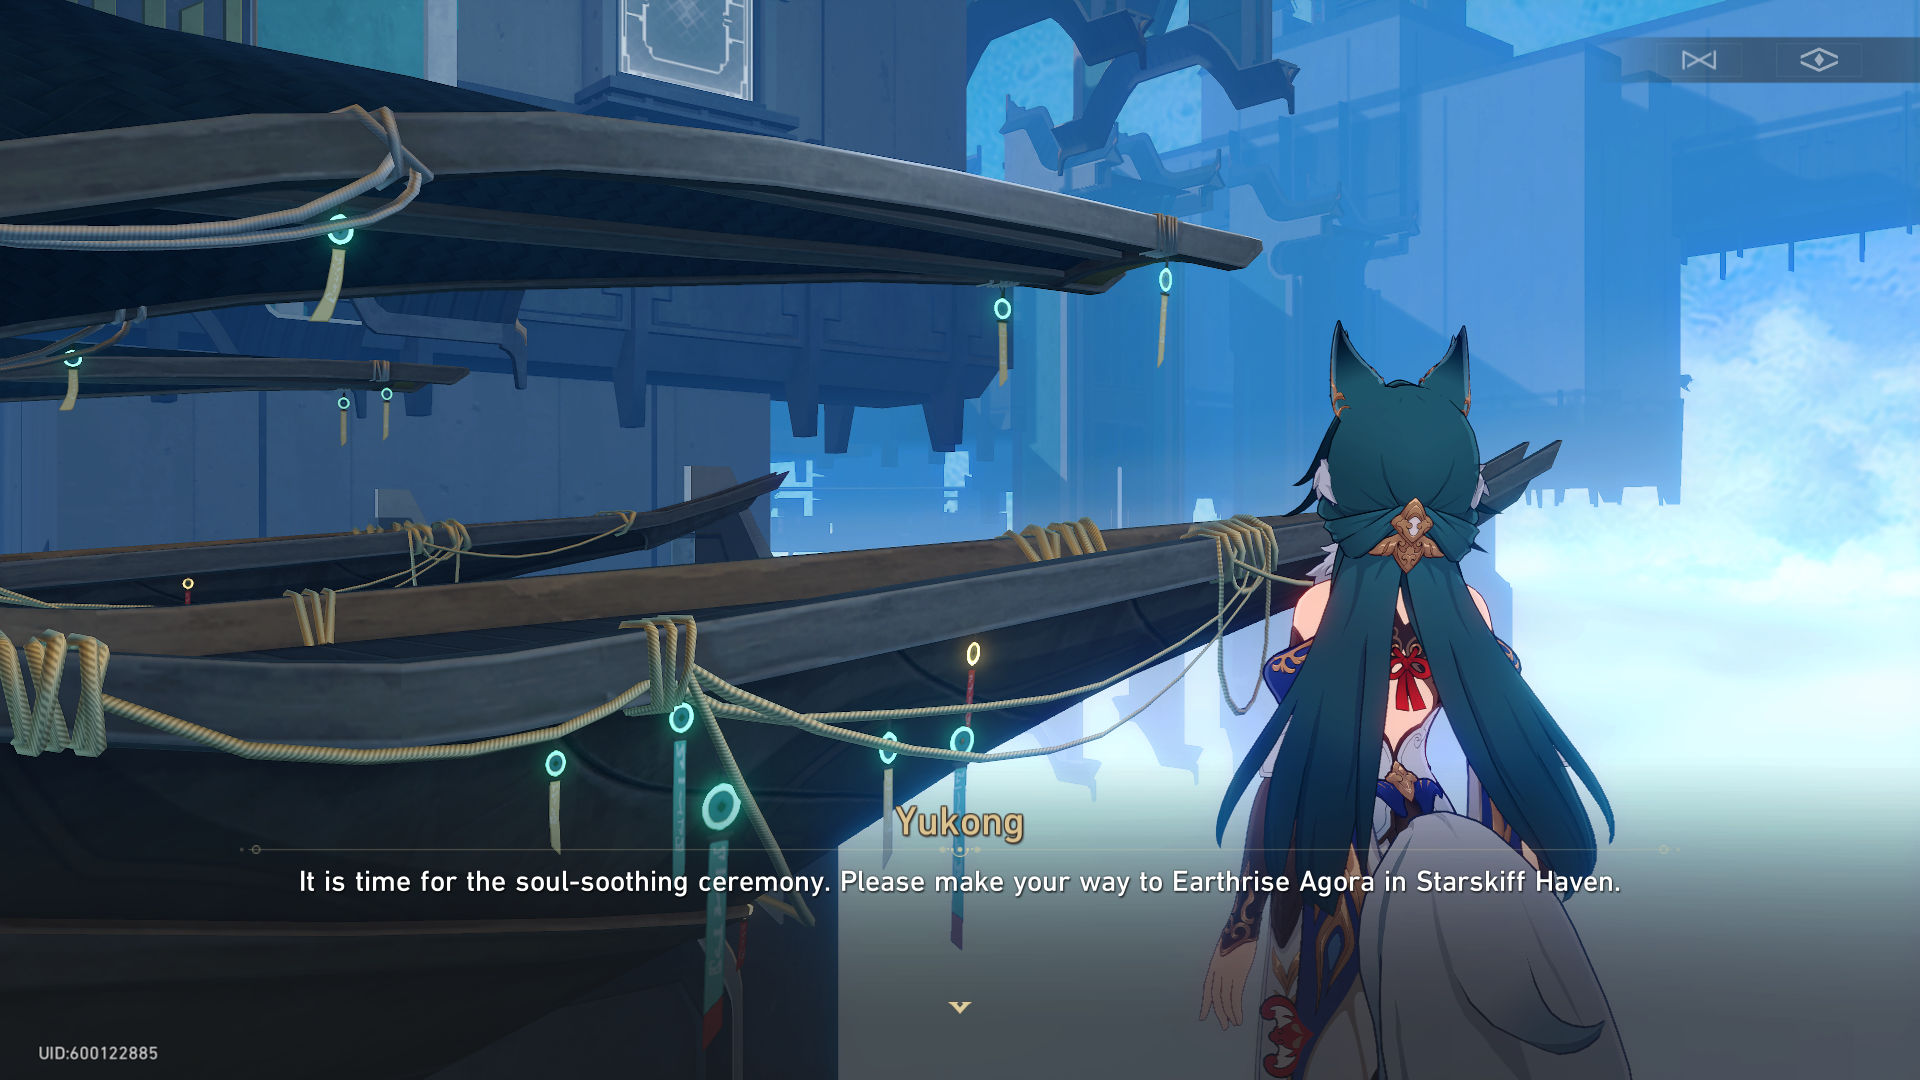 Yukong
It is time for the soul-soothing ceremony. Please make your way to Earthrise Agora in Starskiff Haven.
UID:600122885